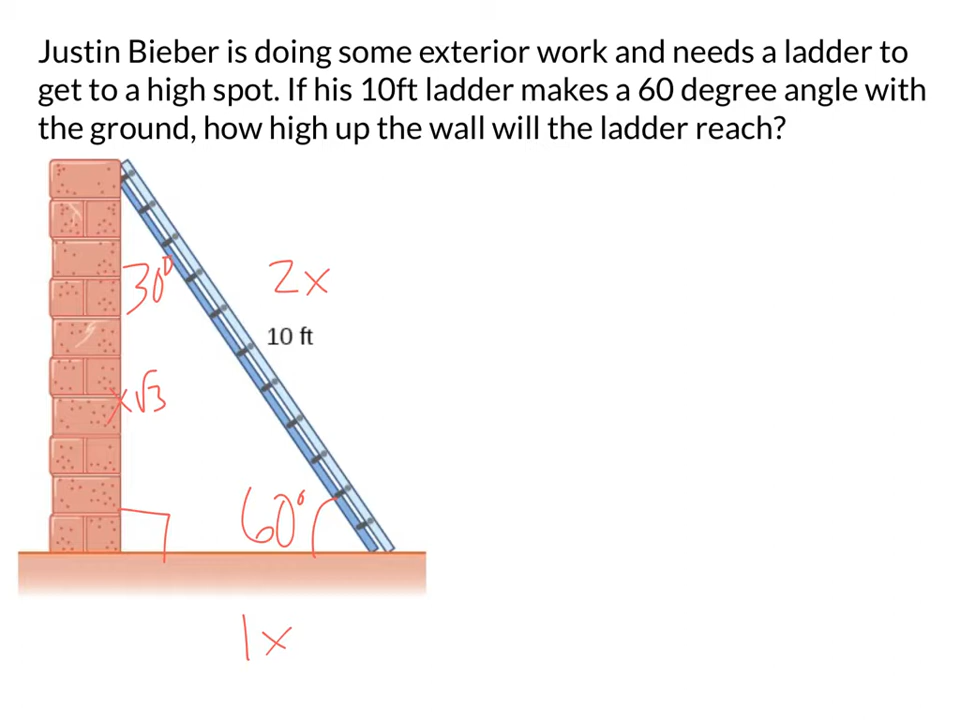 Justin Bieber is doing some exterior work and needs a ladder to
get to a high spot. If his 10ft ladder makes a 60 degree angle with
the ground, how high up the wall will the ladder reach?
30°
2x
10 ft
x√3
60°
1x